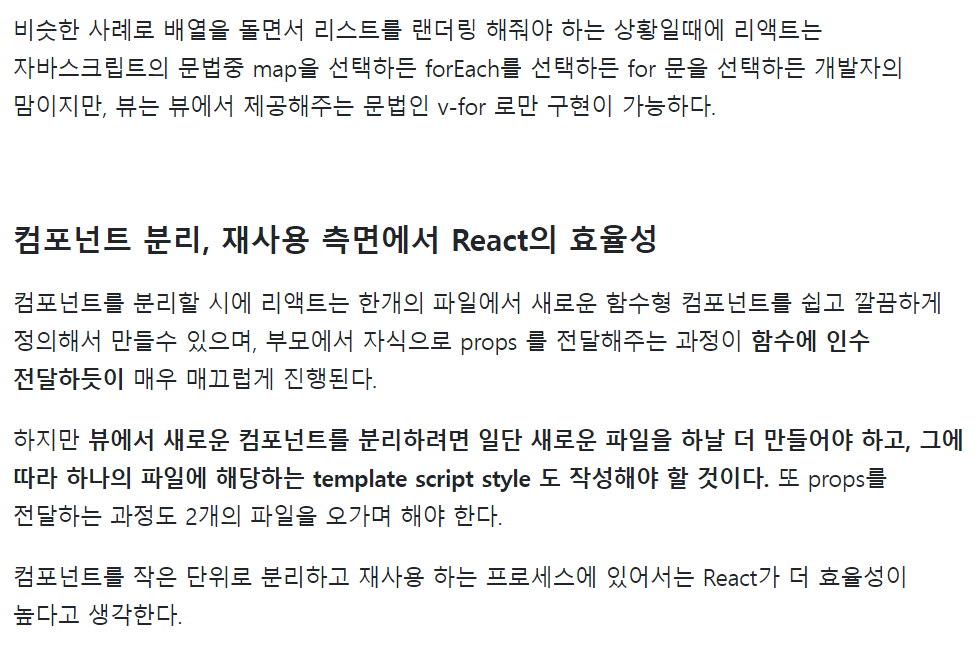 비슷한 사례로 배열을 돌면서 리스트를 랜더링 해줘야 하는 상황일때에 리액트는
자바스크립트의 문법중 map을 선택하든 forEach를 선택하든 for 문을 선택하든 개발자의
맘이지만, 뷰는 뷰에서 제공해주는 문법인 v-for 로만 구현이 가능하다.
컴포넌트 분리, 재사용 측면에서 React의 효율성
컴포넌트를 분리할 시에 리액트는 한개의 파일에서 새로운 함수형 컴포넌트를 쉽고 깔끔하게
정의해서 만들수 있으며, 부모에서 자식으로 props 를 전달해주는 과정이 함수에 인수
전달하듯이 매우 매끄럽게 진행된다.
하지만 뷰에서 새로운 컴포넌트를 분리하려면 일단 새로운 파일을 하날 더 만들어야 하고, 그에
따라 하나의 파일에 해당하는 template script style 도 작성해야 할 것이다. 또 props를
전달하는 과정도 2개의 파일을 오가며 해야 한다.
컴포넌트를 작은 단위로 분리하고 재사용 하는 프로세스에 있어서는 React가 더 효율성이
높다고 생각한다.